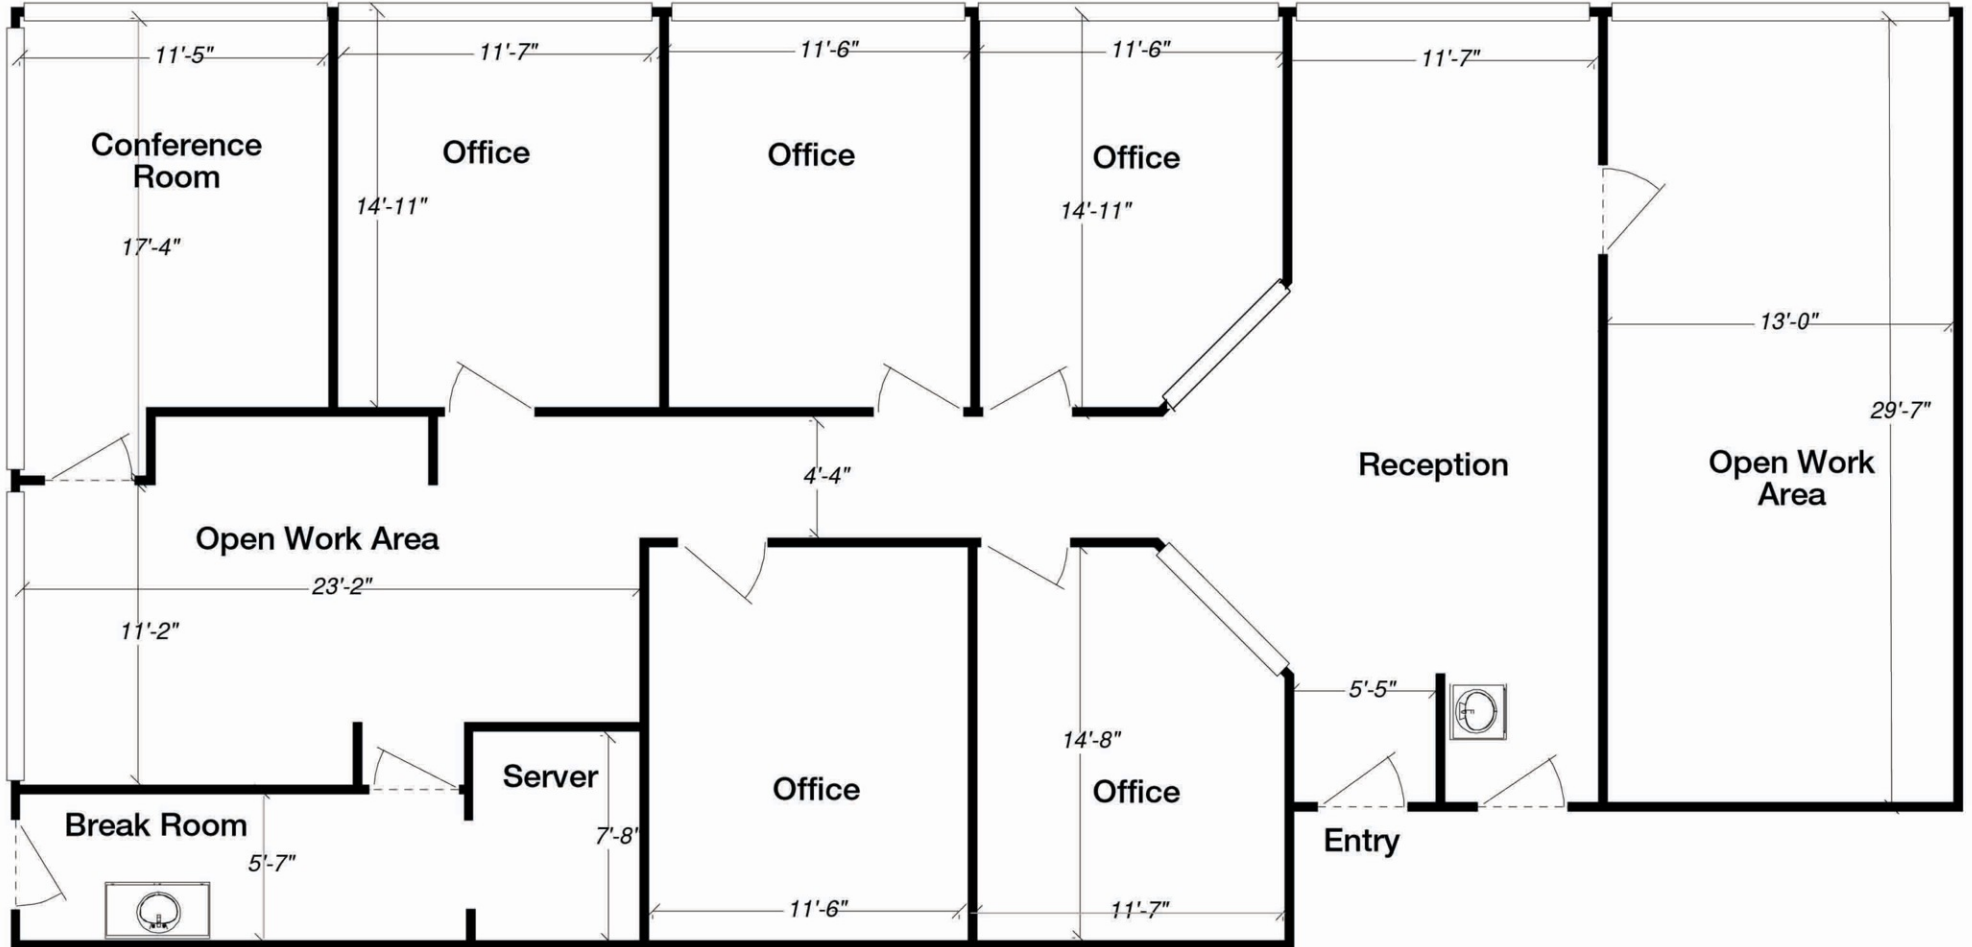 11'-5"
11'-7"
11'-6"
11'-6"
11'-7"
Conference
Room
Office
Office
Office
14'-11"
14'-11"
17'-4"
13'-0"
29'-7"
4'-4"
Reception
Open Work
Area
Open Work Area
23'-2"
11'-2"
5'-5"
14'-8"
Server
Office
Office
Break Room
7'-8'
Entry
5'-7"
11'-6"
11'-7"